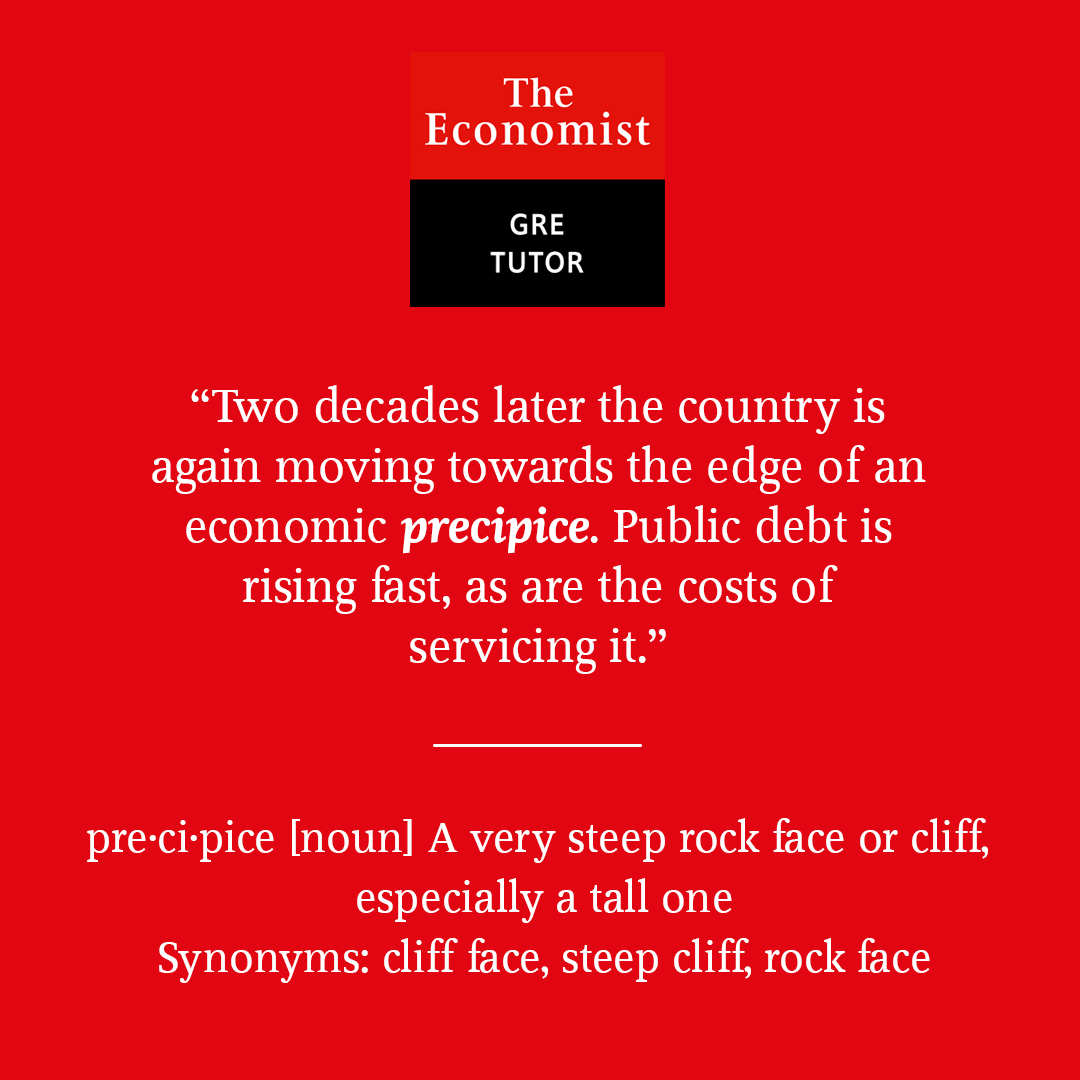 The
Economist
GRE
TUTOR
“Two decades later the country is
again moving towards the edge of an
economic precipice. Public debt is
rising fast, as are the costs of
servicing it.”
pre·ci·pice [noun] A very steep rock face or cliff,
especially a tall one
Synonyms: cliff face, steep cliff, rock face